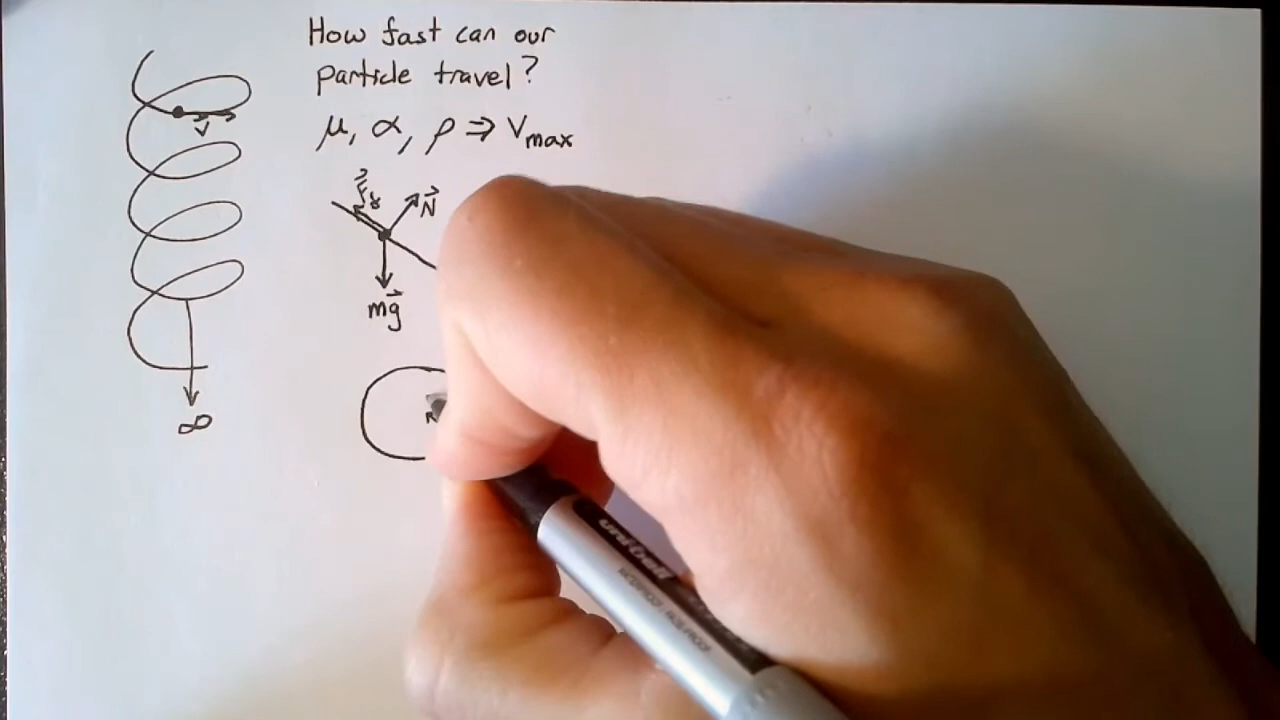 How fast can our
particle travel?
μ, α, ρ ⇒ Vmax
v
N
mg
∞
uni-ball